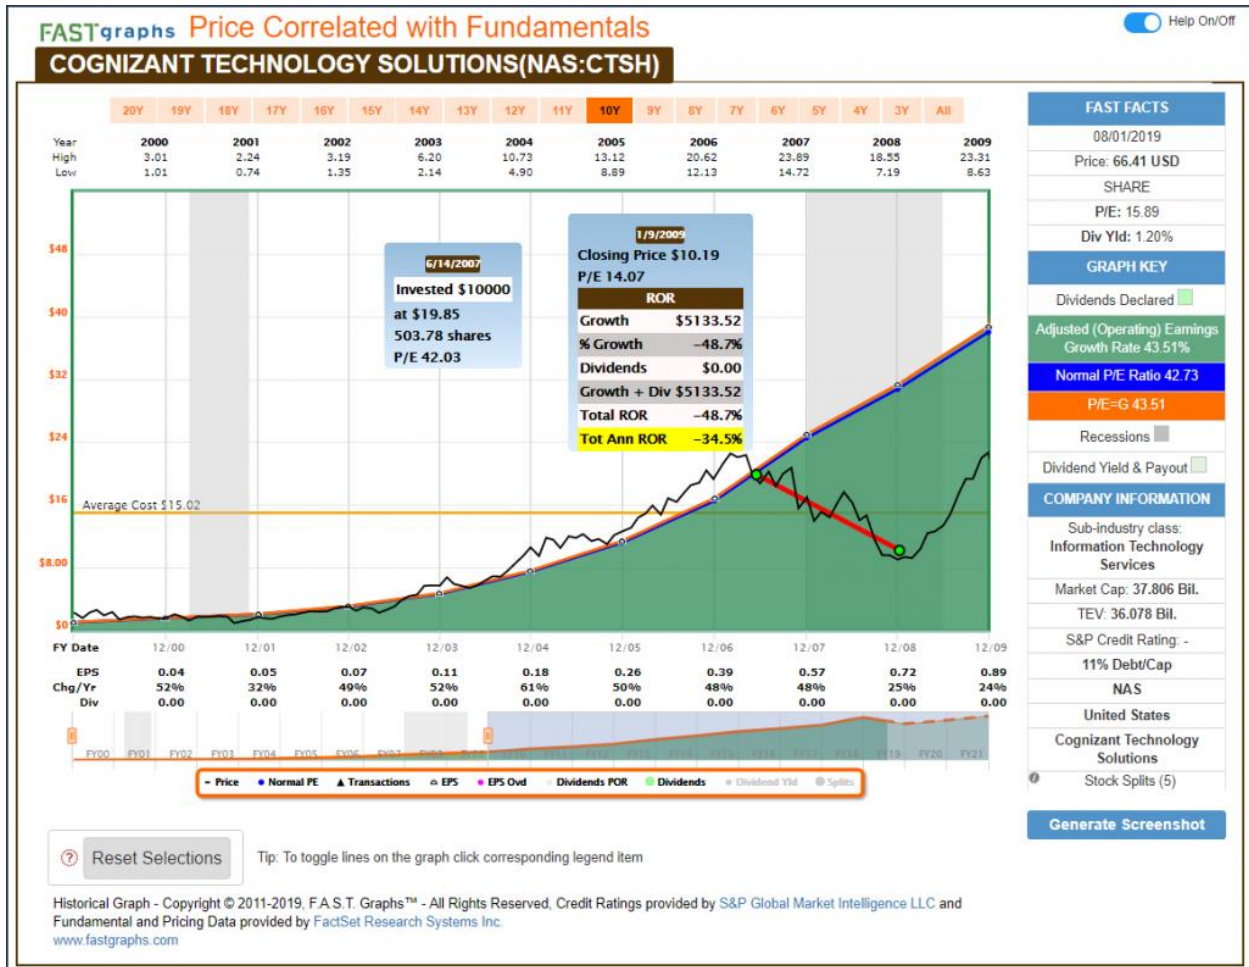 FAST graphs Price Correlated with Fundamentals
Help On/Off
COGNIZANT TECHNOLOGY SOLUTIONS(NAS:CTSH)
20Y 19Y 18Y 17Y 16Y 15Y 14Y 13Y 12Y 11Y 10Y 9Y 8Y 7Y 6Y 5Y 4Y 3Y All
Year 2000 2001 2002 2003 2004 2005 2006 2007 2008 2009
High 3.01 2.24 3.19 6.20 10.73 13.12 20.62 23.89 18.55 23.31
Low 1.01 0.74 1.35 2.14 4.90 8.89 12.13 14.72 7.19 8.63
$48
$40
$32
$24
$16
$8.00
$0
6/14/2007
Invested $10000
at $19.85
503.78 shares
P/E 42.03
1/9/2009
Closing Price $10.19
P/E 14.07
ROR
Growth $5133.52
% Growth -48.7%
Dividends $0.00
Growth + Div $5133.52
Total ROR -48.7%
Tot Ann ROR -34.5%
Average Cost $15.02
FY Date 12/00 12/01 12/02 12/03 12/04 12/05 12/06 12/07 12/08 12/09
EPS 0.04 0.05 0.07 0.11 0.18 0.26 0.39 0.57 0.72 0.89
Chg/Yr 52% 32% 49% 52% 61% 50% 48% 48% 25% 24%
Div 0.00 0.00 0.00 0.00 0.00 0.00 0.00 0.00 0.00 0.00
FY00 FY01 FY02 FY03 FY04 FY05 FY06 FY19 FY20 FY21
Price Normal PE Transactions EPS EPS Ovd Dividends POR Dividends Dividend Yld Splits
FAST FACTS
08/01/2019
Price: 66.41 USD
SHARE
P/E: 15.89
Div Yld: 1.20%
GRAPH KEY
Dividends Declared
Adjusted (Operating) Earnings
Growth Rate 43.51%
Normal P/E Ratio 42.73
P/E=G 43.51
Recessions
Dividend Yield & Payout
COMPANY INFORMATION
Sub-industry class:
Information Technology
Services
Market Cap: 37.806 Bil.
TEV: 36.078 Bil.
S&P Credit Rating: -
11% Debt/Cap
NAS
United States
Cognizant Technology
Solutions
Stock Splits (5)
Generate Screenshot
Reset Selections
Tip: To toggle lines on the graph click corresponding legend item
Historical Graph - Copyright © 2011-2019, F.A.S.T. Graphs™ - All Rights Reserved, Credit Ratings provided by S&P Global Market Intelligence LLC and
Fundamental and Pricing Data provided by FactSet Research Systems Inc.
www.fastgraphs.com